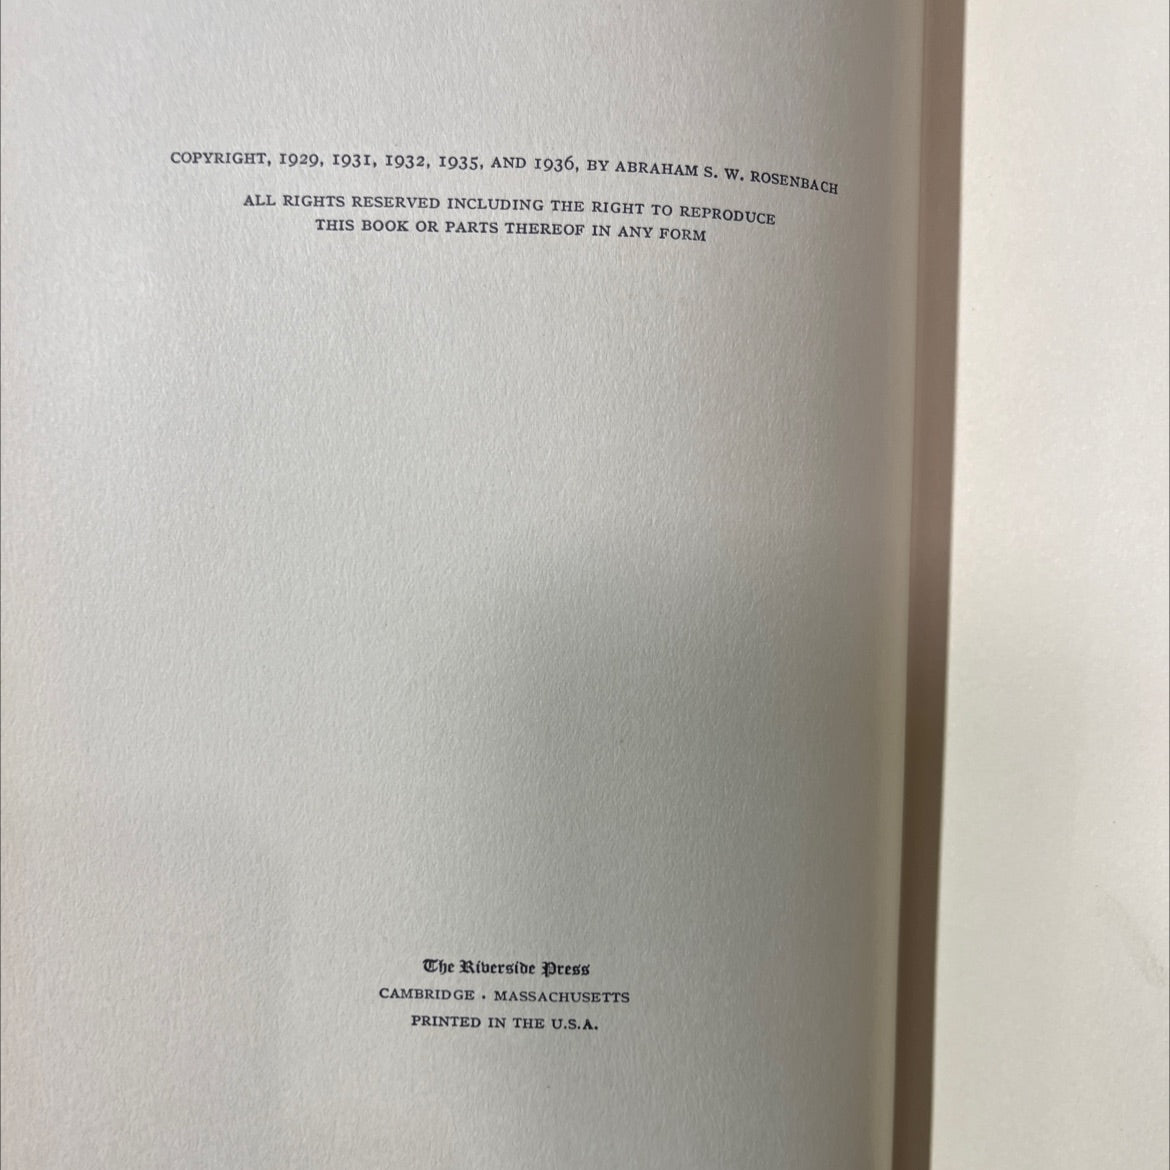 COPYRIGHT, 1929, 1931, 1932, 1935, AND 1936, BY ABRAHAM S. W. ROSENBACH
ALL RIGHTS RESERVED INCLUDING THE RIGHT TO REPRODUCE
THIS BOOK OR PARTS THEREOF IN ANY FORM
The Riverside Press
CAMBRIDGE · MASSACHUSETTS
PRINTED IN THE U.S.A.